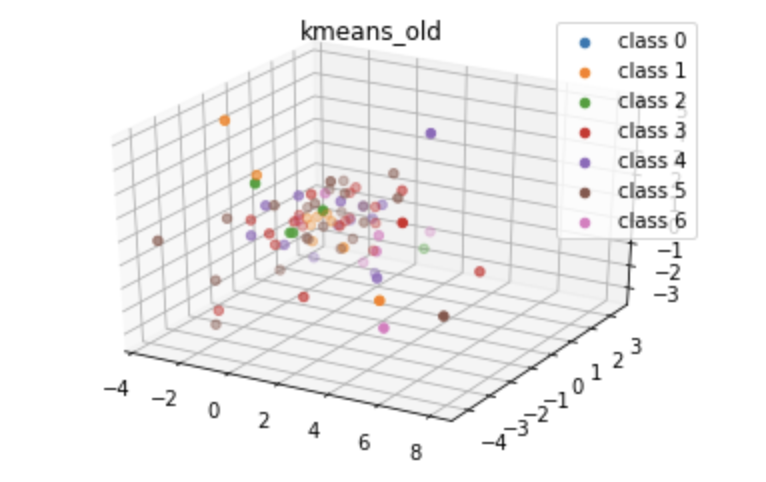 kmeans_old
class 0
class 1
class 2
class 3
class 4
class 5
class 6
−1
−2
−3
3
2
1
0
−1
−2
−3
−4
−4
−2
0
2
4
6
8